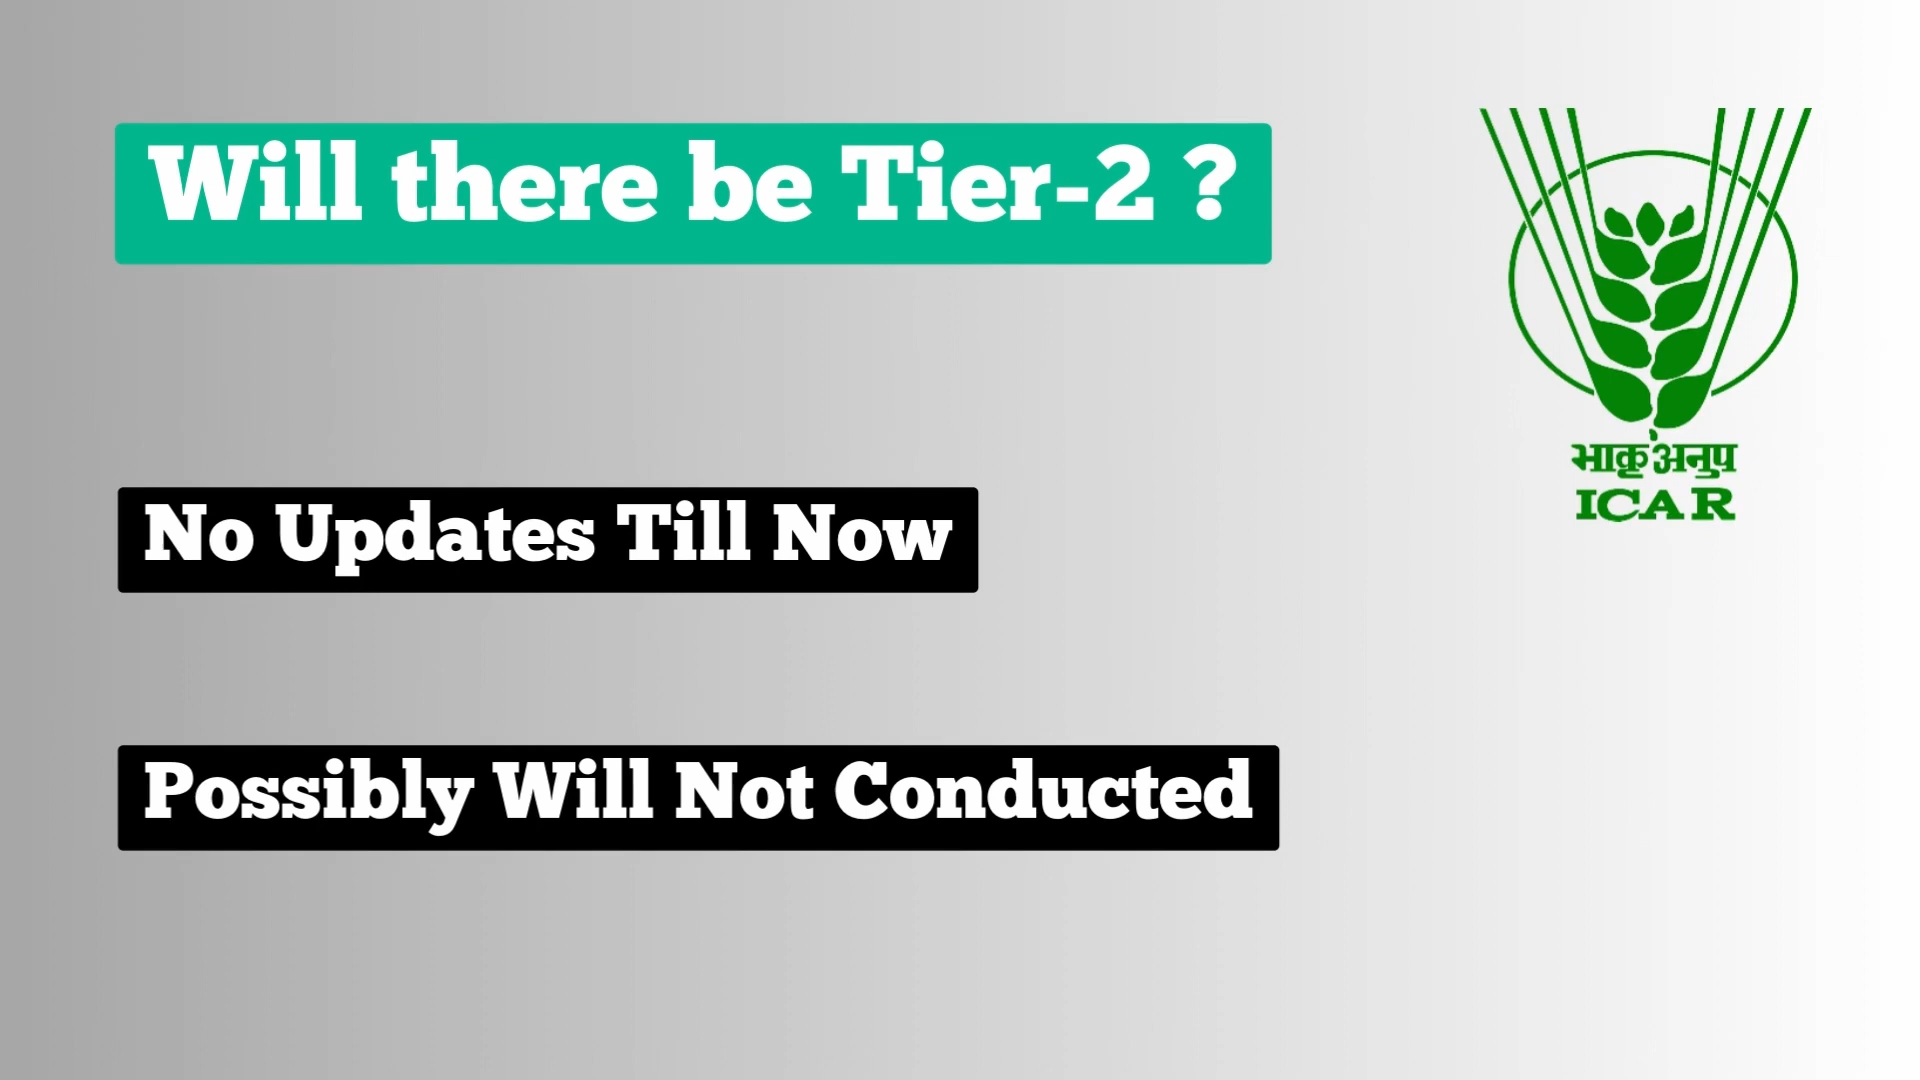 Will there be Tier-2 ?
भाकृअनुप
ICAR
No Updates Till Now
Possibly Will Not Conducted